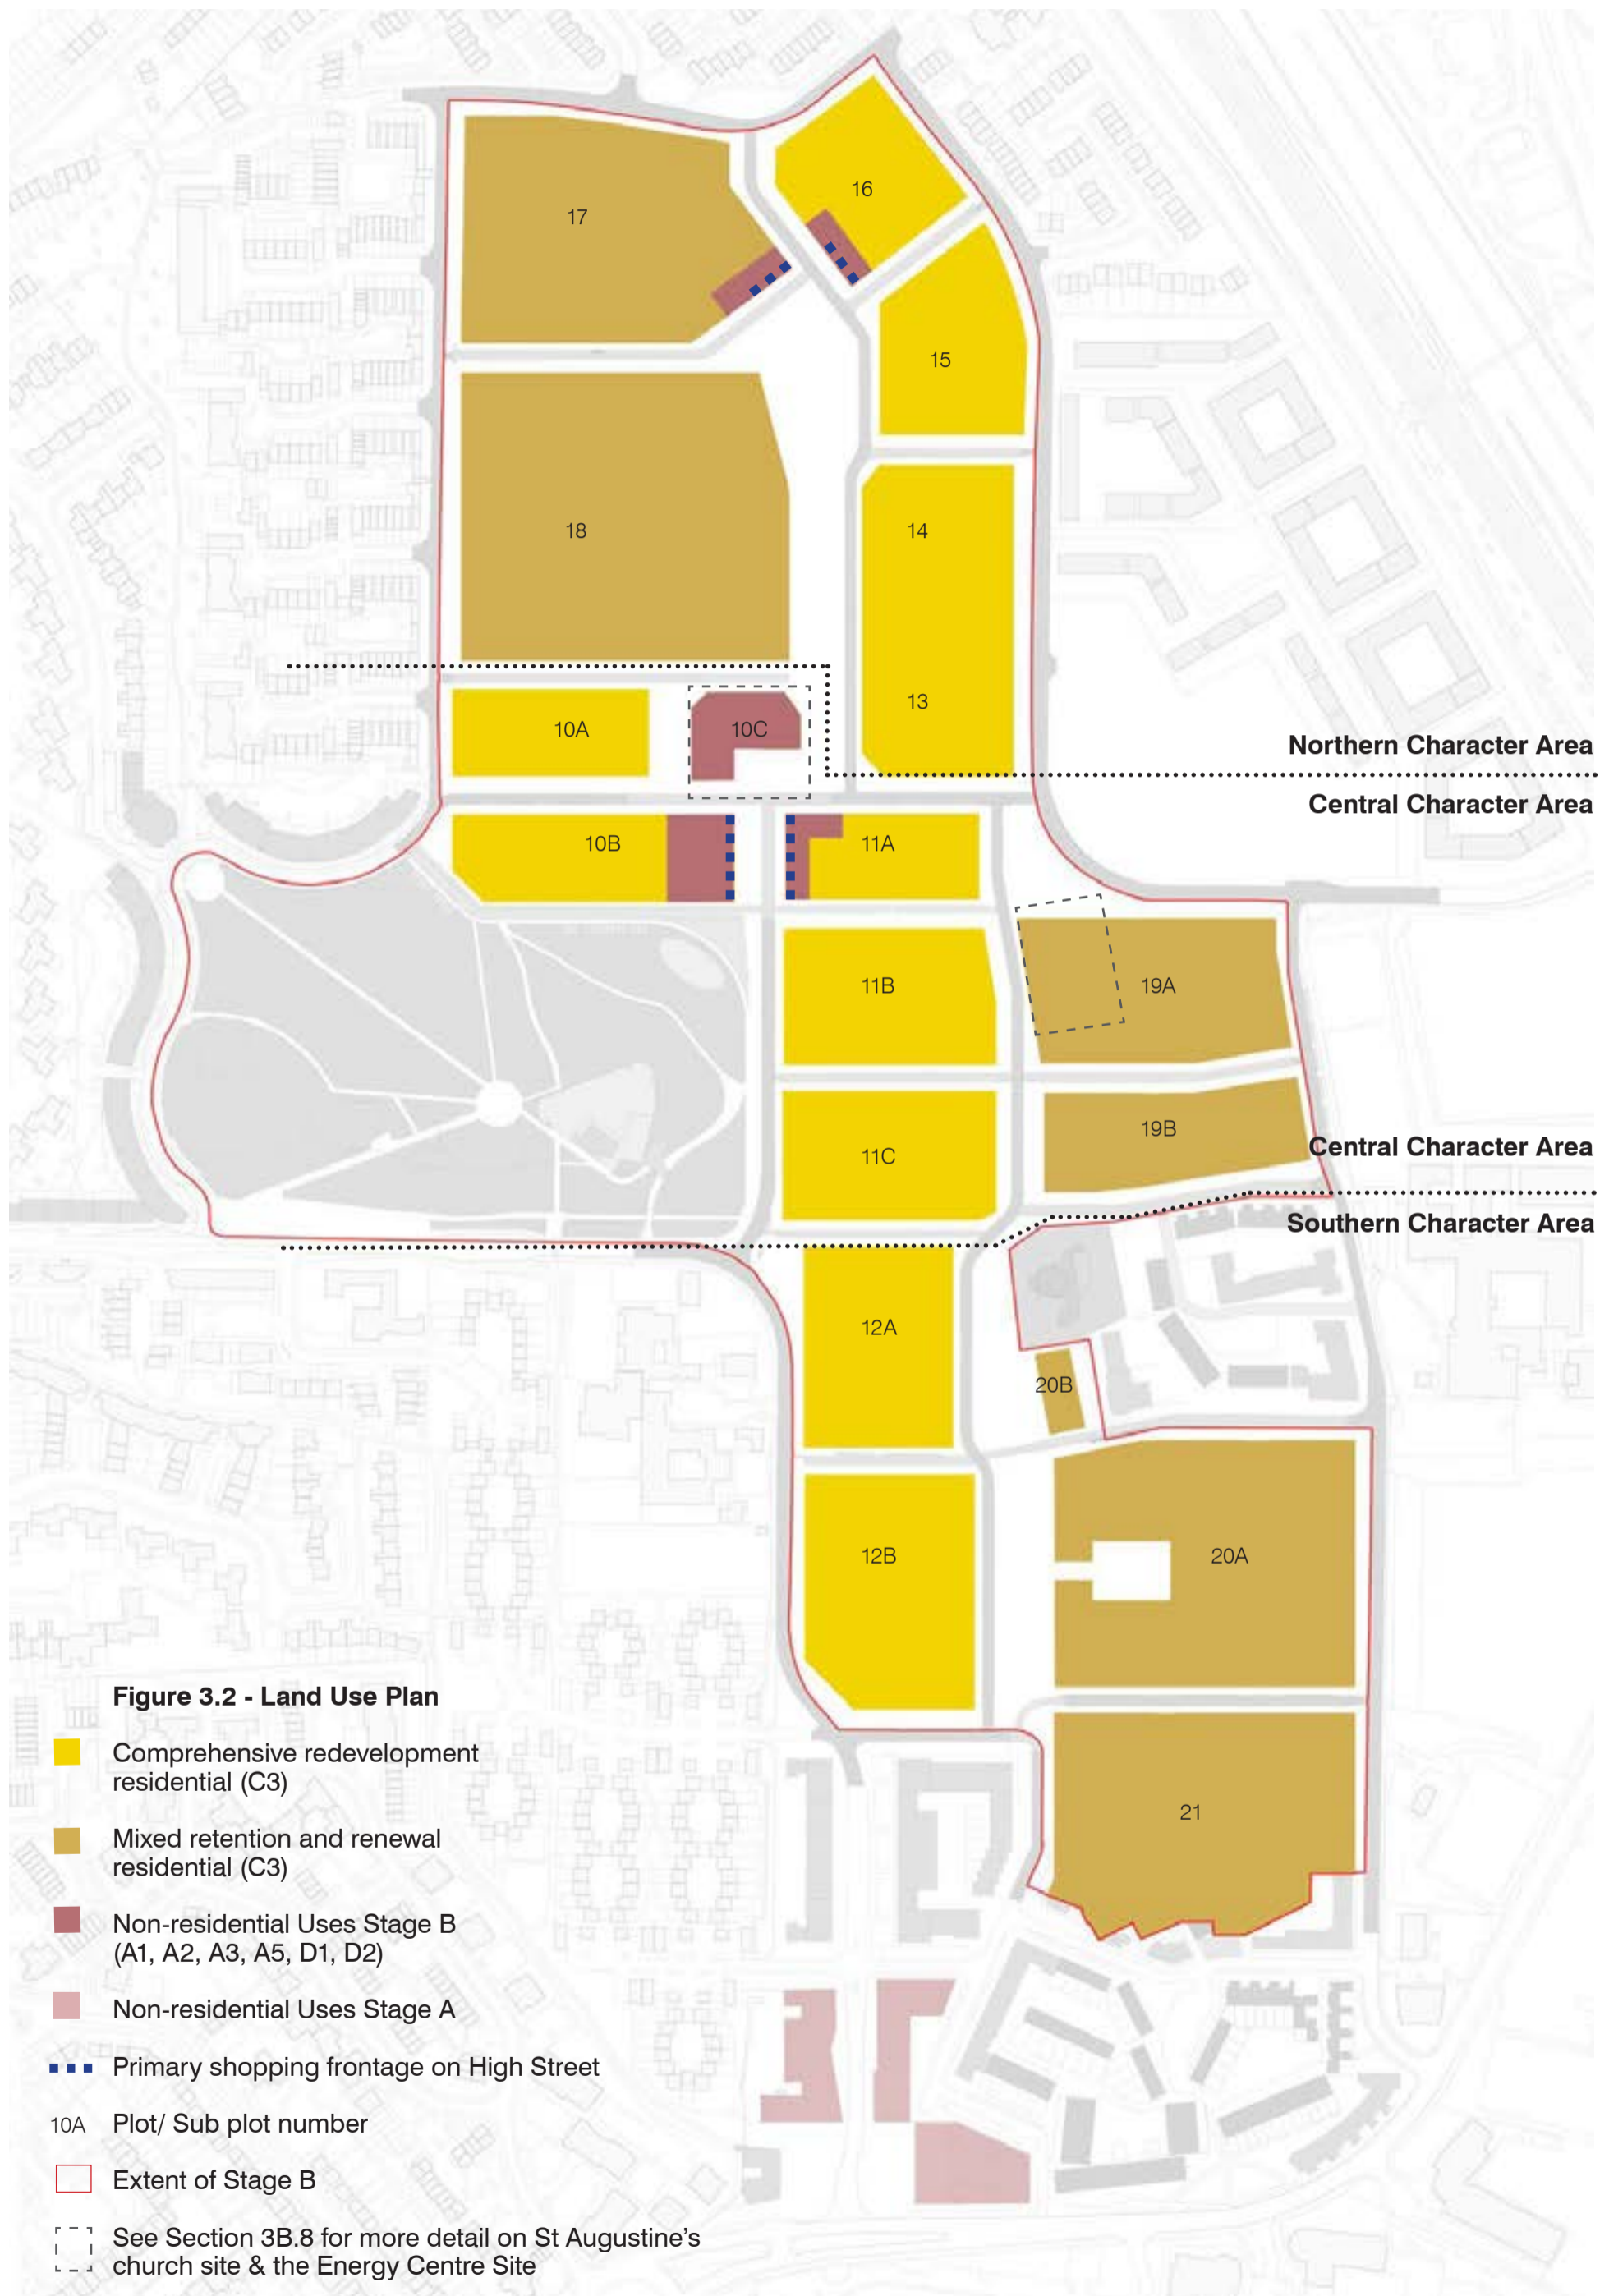 16
17
15
18
14
13
10A
10C
Northern Character Area
Central Character Area
10B
11A
11B
19A
11C
19B
Central Character Area
Southern Character Area
12A
20B
12B
20A
Figure 3.2 - Land Use Plan
Comprehensive redevelopment
residential (C3)
21
Mixed retention and renewal
residential (C3)
Non-residential Uses Stage B
(A1, A2, A3, A5, D1, D2)
Non-residential Uses Stage A
Primary shopping frontage on High Street
10A Plot/ Sub plot number
Extent of Stage B
See Section 3B.8 for more detail on St Augustine’s
church site & the Energy Centre Site